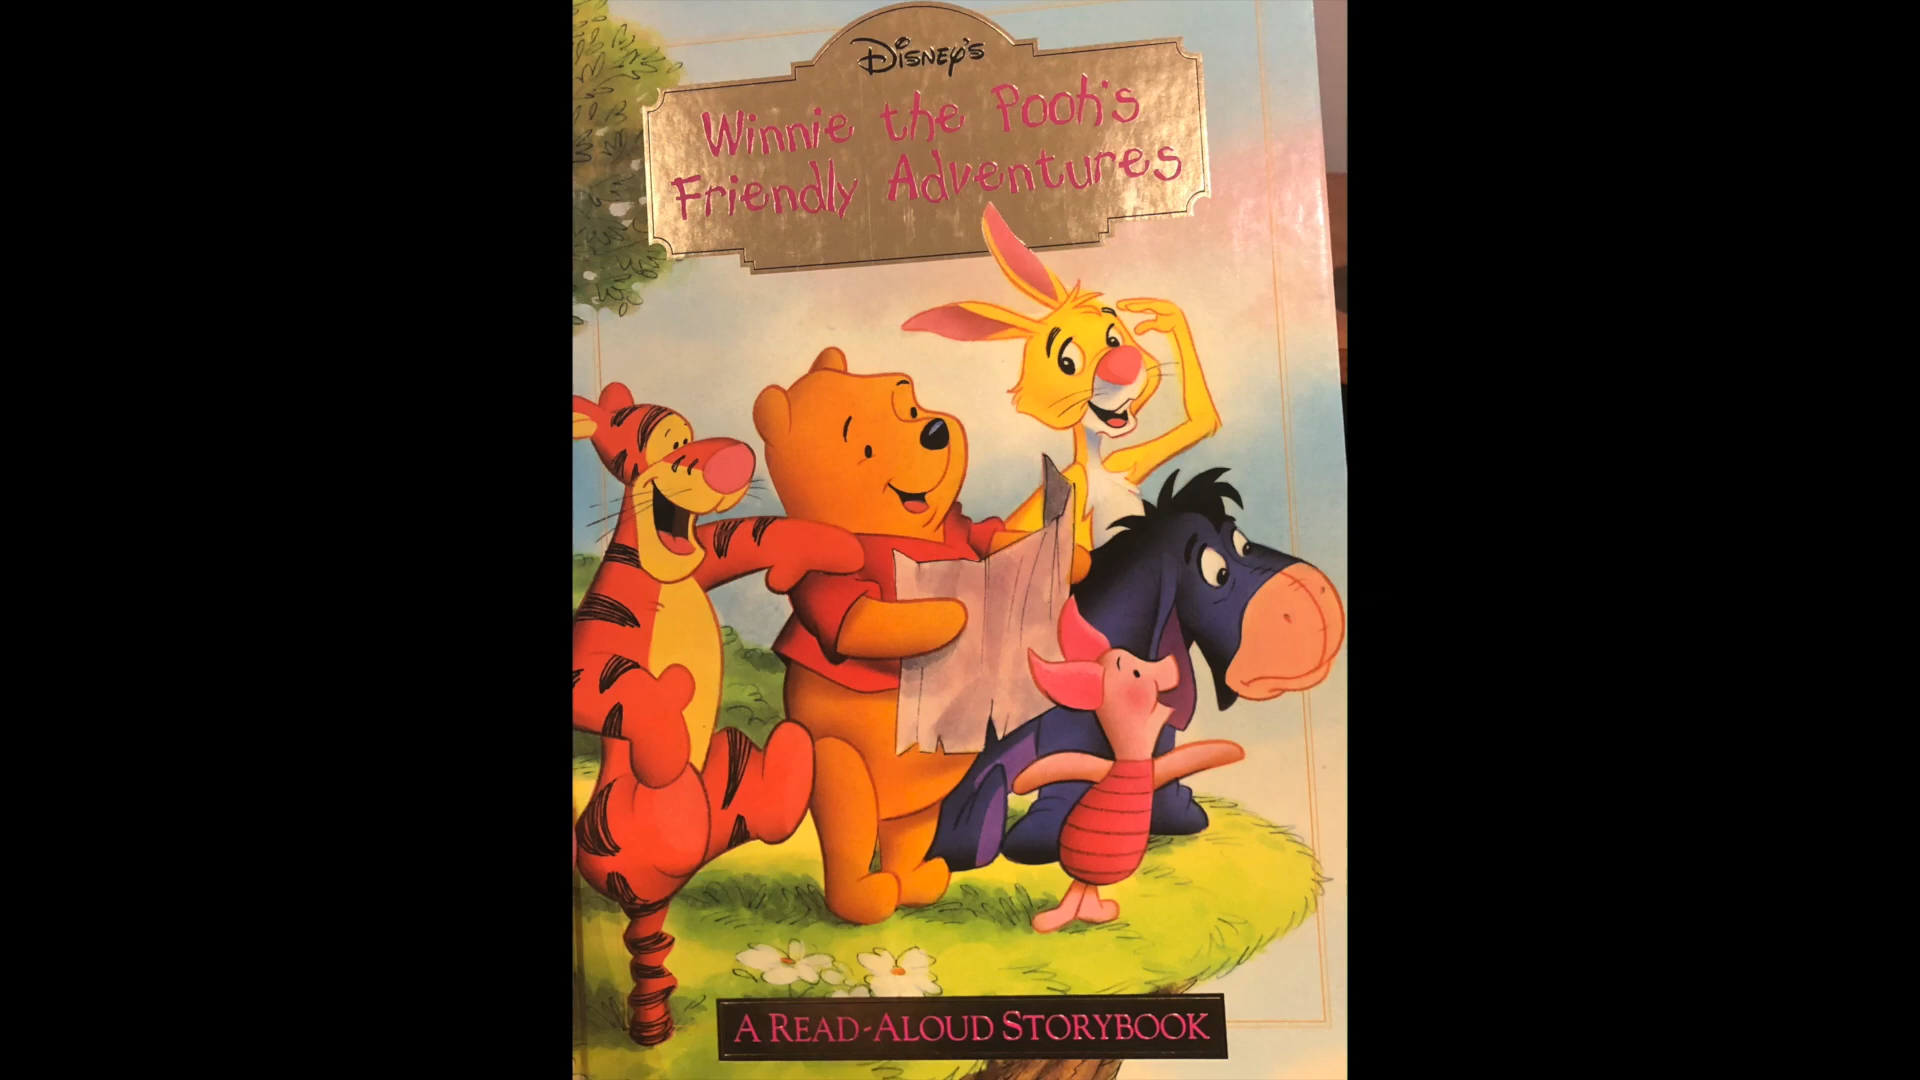 Disney's
Winnie the Pooh's
Friendly Adventures
A Read-Aloud Storybook